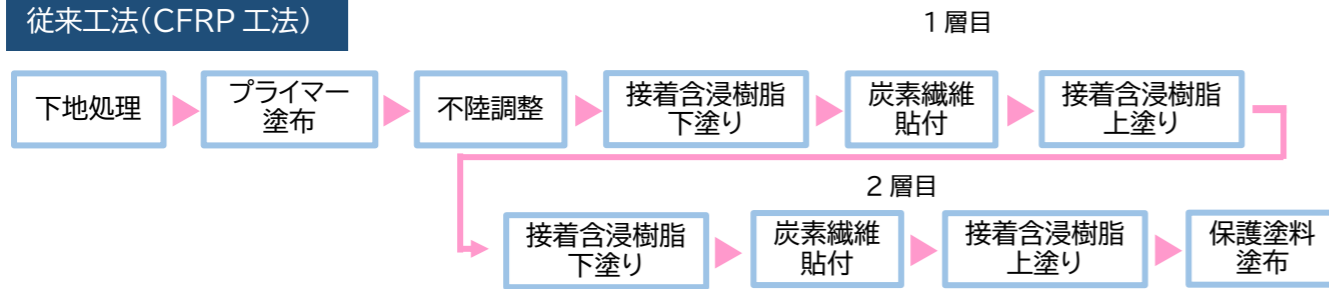 従来工法(CFRP 工法)
1 層目
下地処理
プライマー
塗布
不陸調整
接着含浸樹脂
下塗り
炭素繊維
貼付
接着含浸樹脂
上塗り
2 層目
接着含浸樹脂
下塗り
炭素繊維
貼付
接着含浸樹脂
上塗り
保護塗料
塗布